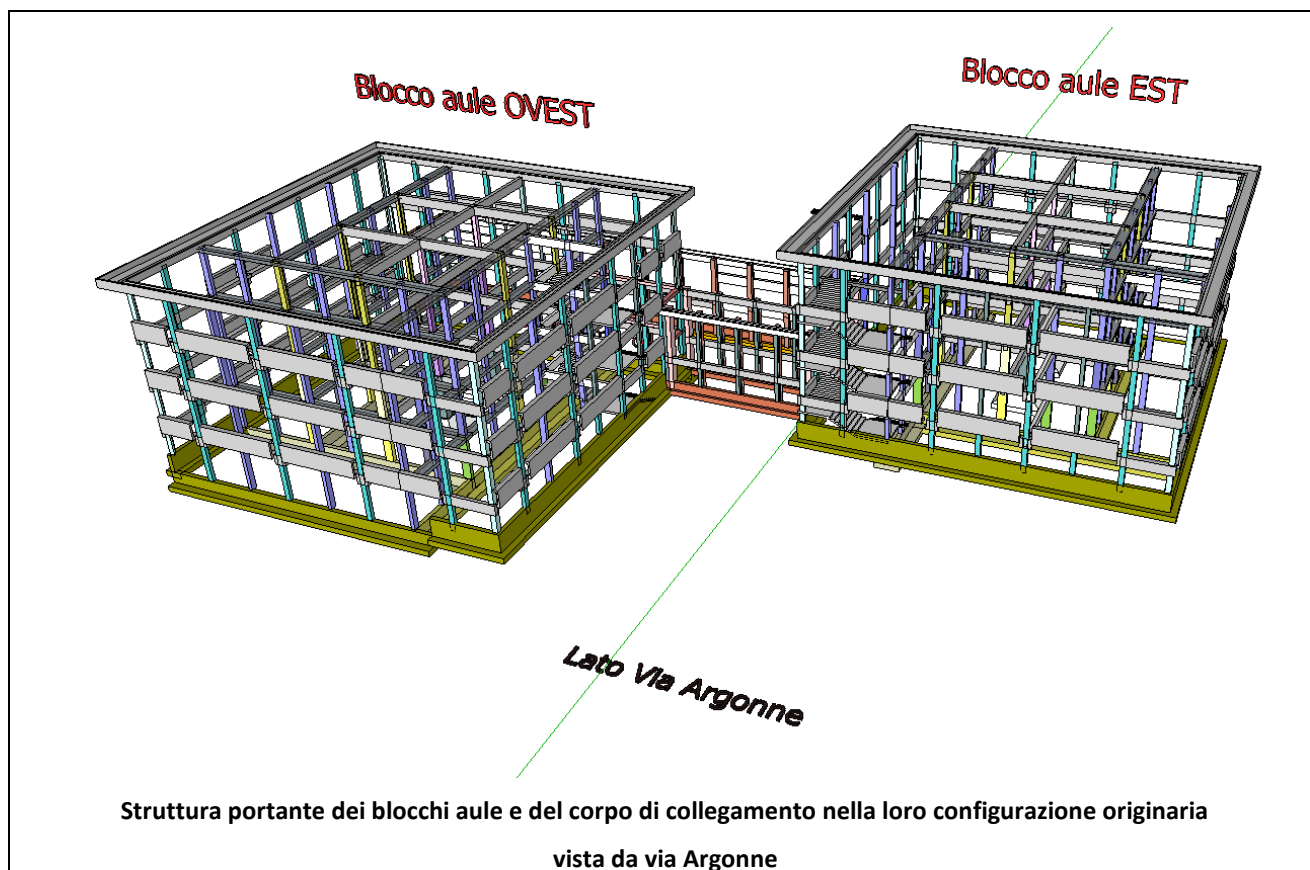 Blocco aule OVEST
Blocco aule EST
Lato Via Argonne
Struttura portante dei blocchi aule e del corpo di collegamento nella loro configurazione originaria
vista da via Argonne